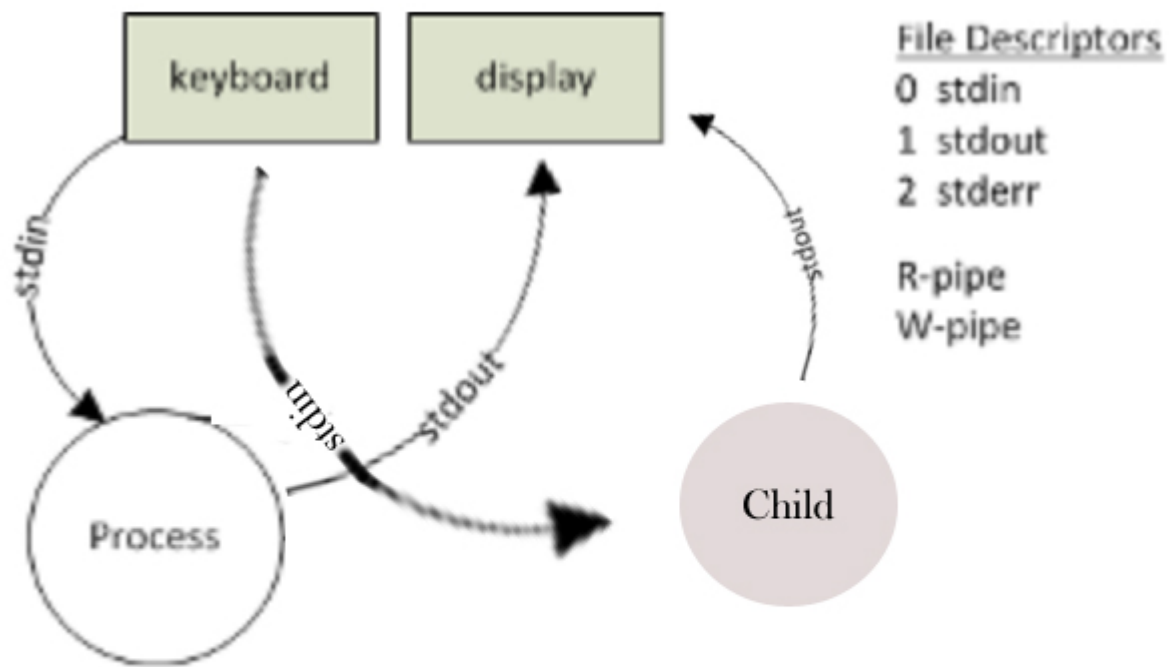 keyboard
display
File Descriptors
0 stdin
1 stdout
2 stderr
R-pipe
W-pipe
stdin
stdin
stdout
stdout
Process
Child